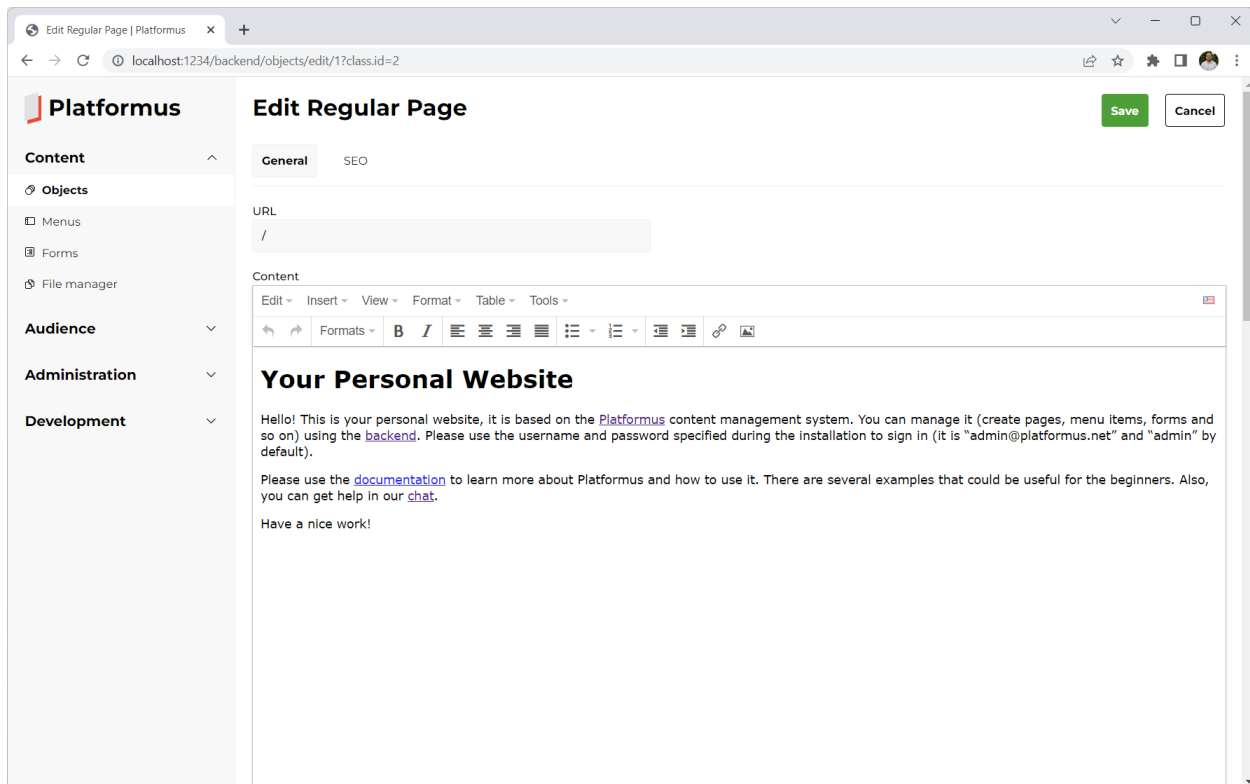 Edit Regular Page | Platformus
localhost:1234/backend/objects/edit/1?class.id=2
Platformus
Content
Objects
Menus
Forms
File manager
Audience
Administration
Development
Edit Regular Page
Save
Cancel
General
SEO
URL
/
Content
Edit
Insert
View
Format
Table
Tools
Formats
B
I
Your Personal Website
Hello! This is your personal website, it is based on the Platformus content management system. You can manage it (create pages, menu items, forms and
so on) using the backend. Please use the username and password specified during the installation to sign in (it is “admin@platformus.net” and “admin” by
default).
Please use the documentation to learn more about Platformus and how to use it. There are several examples that could be useful for the beginners. Also,
you can get help in our chat.
Have a nice work!